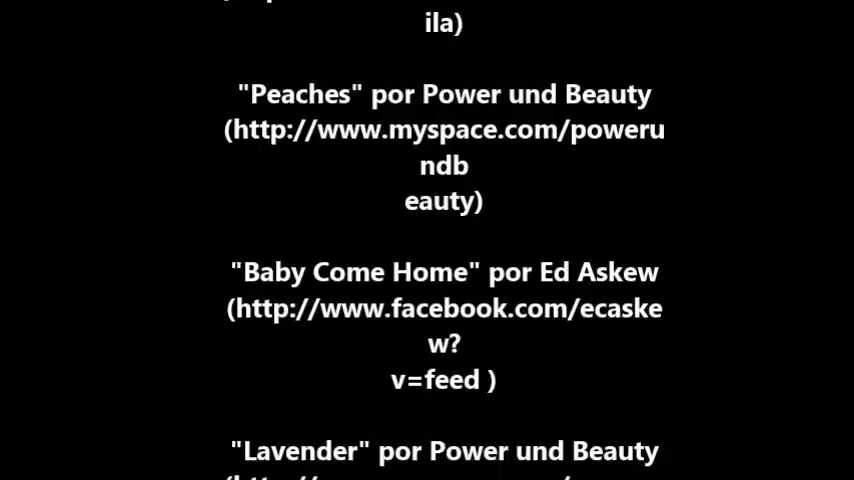 ila)
"Peaches" por Power und Beauty
(http://www.myspace.com/poweru
ndb
eauty)
"Baby Come Home" por Ed Askew
(http://www.facebook.com/ecaske
w?
v=feed )
"Lavender" por Power und Beauty